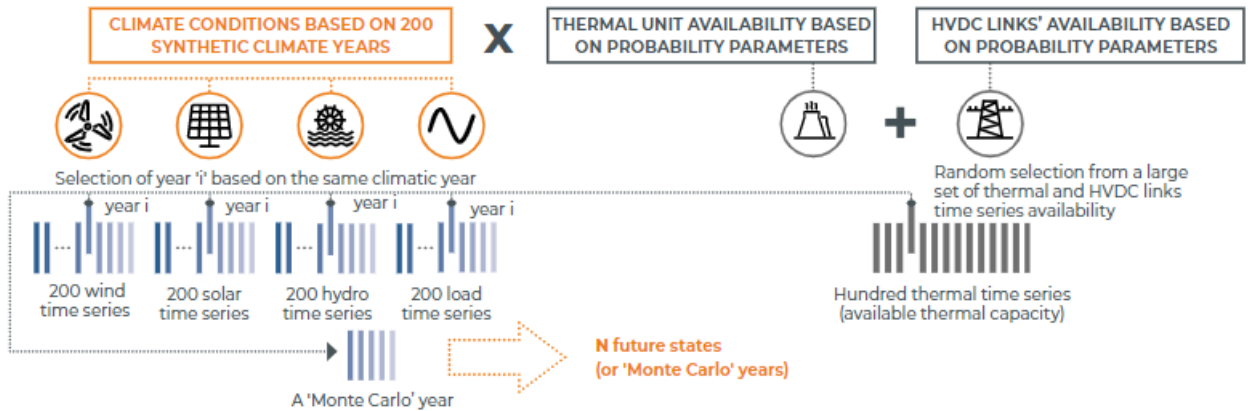 CLIMATE CONDITIONS BASED ON 200
SYNTHETIC CLIMATE YEARS
X
THERMAL UNIT AVAILABILITY BASED
ON PROBABILITY PARAMETERS
HVDC LINKS' AVAILABILITY BASED
ON PROBABILITY PARAMETERS
+
Selection of year 'i' based on the same climatic year
Random selection from a large
set of thermal and HVDC links
time series availability
year i
year i
year i
year i
...
...
...
...
200 wind
time series
200 solar
time series
200 hydro
time series
200 load
time series
Hundred thermal time series
(available thermal capacity)
N future states
(or 'Monte Carlo' years)
A 'Monte Carlo' year